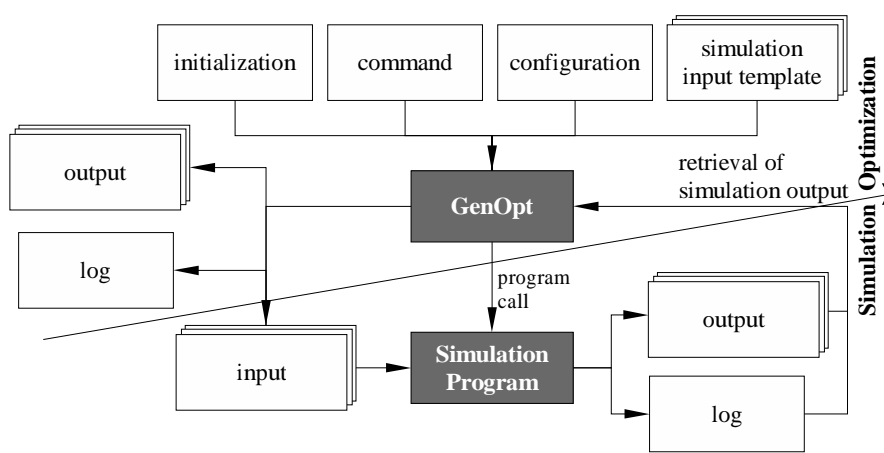 initialization
command
configuration
simulation
input template
output
GenOpt
retrieval of
simulation output
Simulation Optimization
log
program
call
output
input
Simulation
Program
log